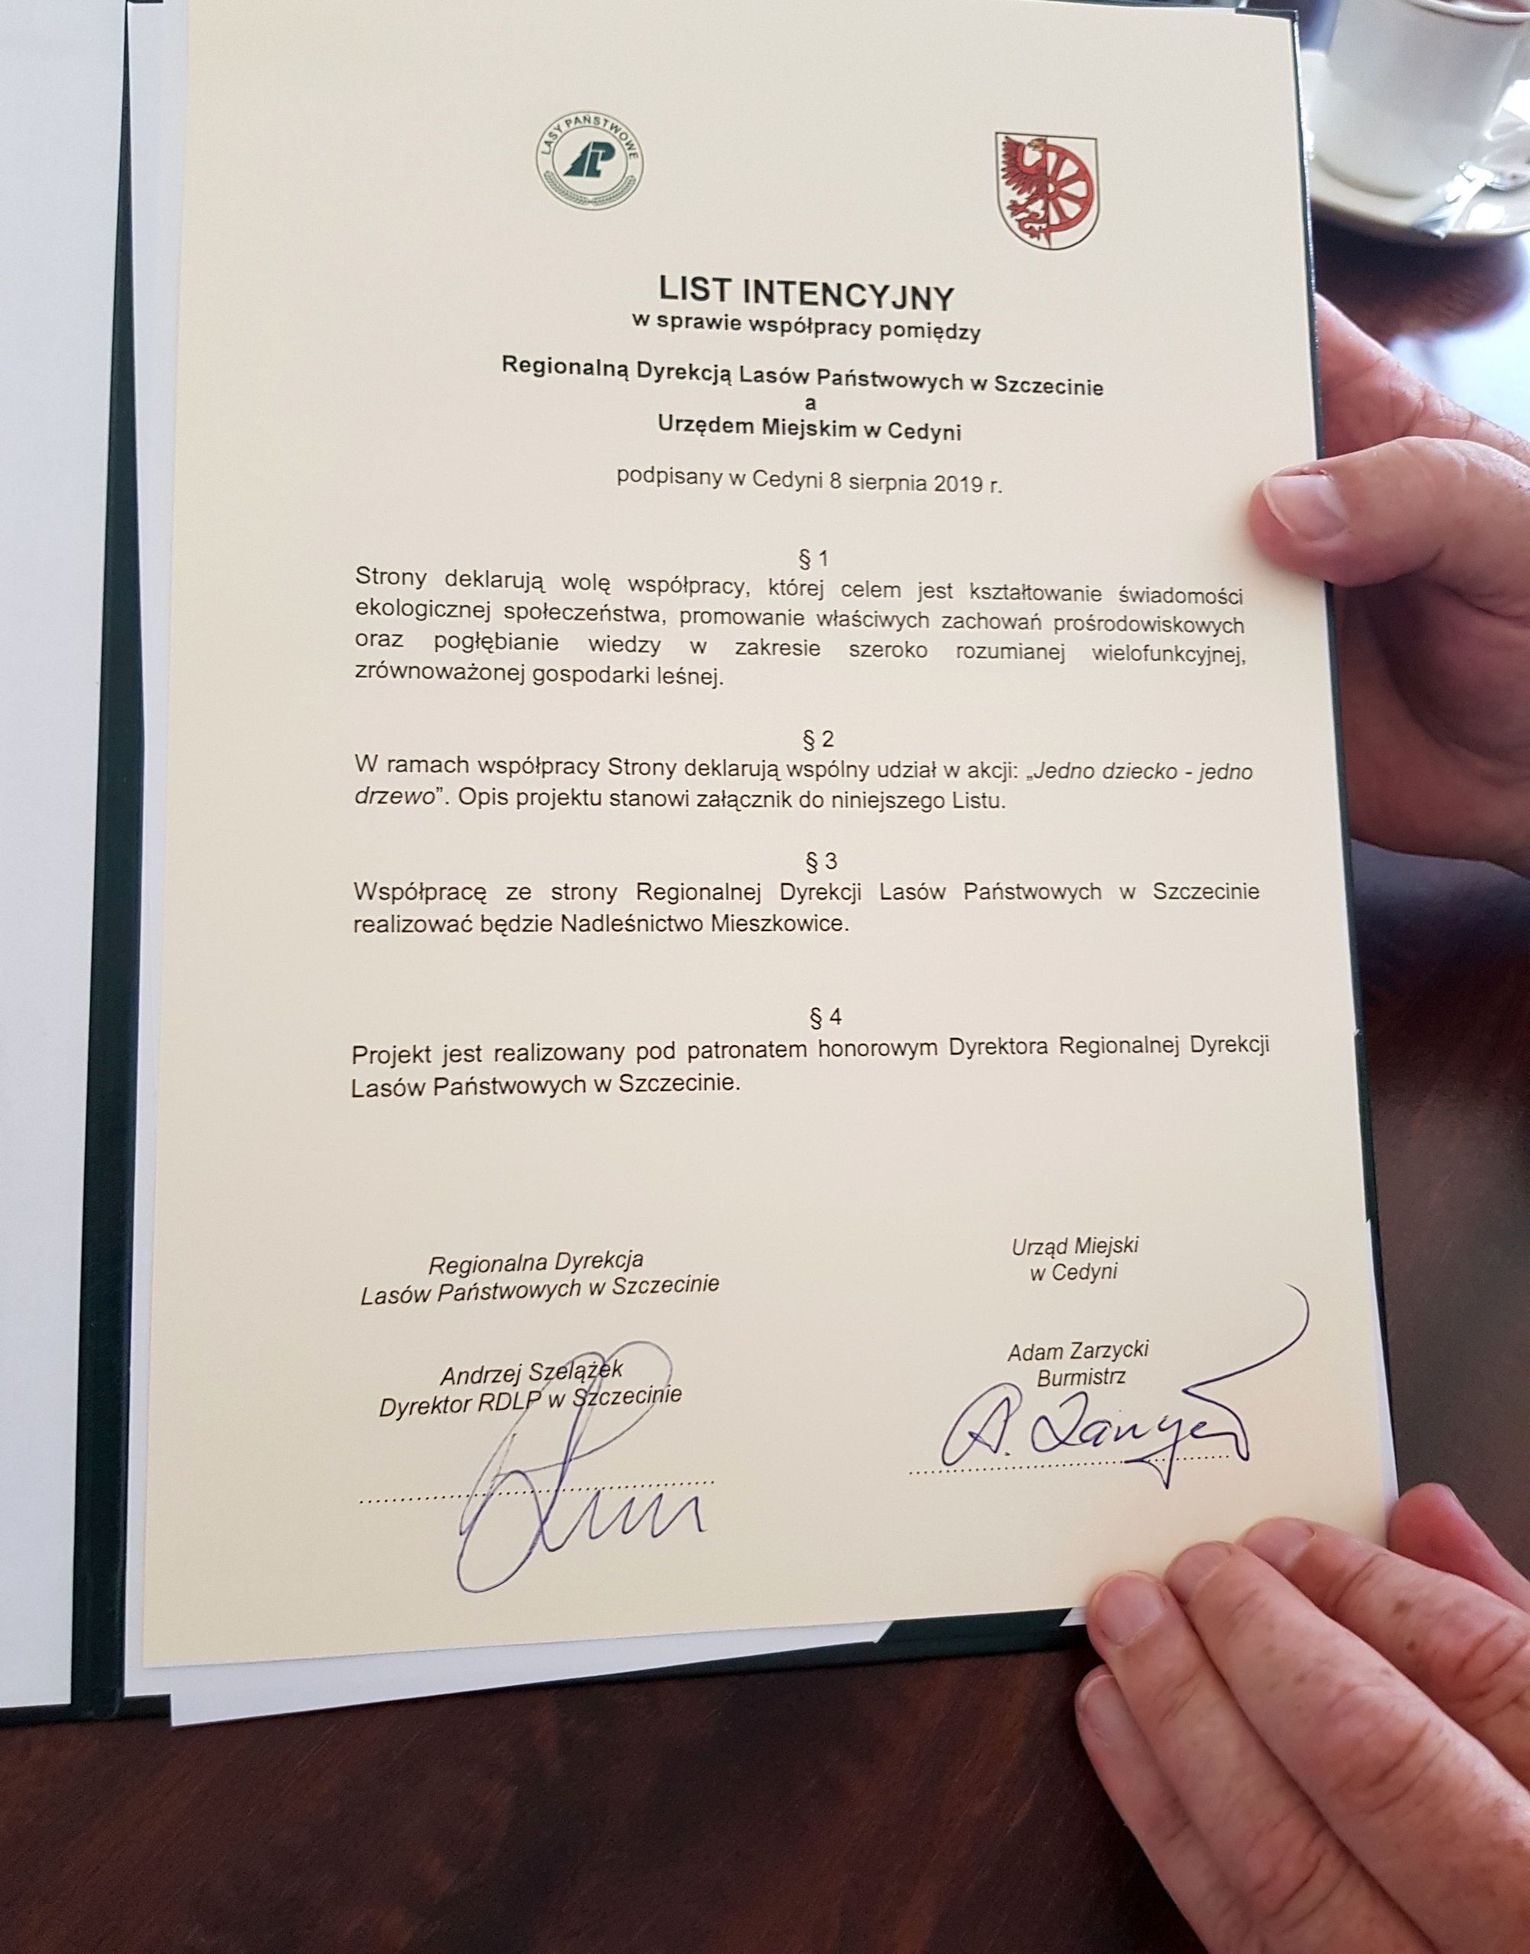 LASY PAŃSTWOWE
LIST INTENCYJNY
w sprawie współpracy pomiędzy
Regionalną Dyrekcją Lasów Państwowych w Szczecinie
a
Urzędem Miejskim w Cedyni
podpisany w Cedyni 8 sierpnia 2019 r.
§ 1
Strony deklarują wolę współpracy, której celem jest kształtowanie świadomości
ekologicznej społeczeństwa, promowanie właściwych zachowań prośrodowiskowych
oraz pogłębianie wiedzy w zakresie szeroko rozumianej wielofunkcyjnej,
zrównoważonej gospodarki leśnej.
§ 2
W ramach współpracy Strony deklarują wspólny udział w akcji: „Jedno dziecko - jedno
drzewo”. Opis projektu stanowi załącznik do niniejszego Listu.
§ 3
Współpracę ze strony Regionalnej Dyrekcji Lasów Państwowych w Szczecinie
realizować będzie Nadleśnictwo Mieszkowice.
§ 4
Projekt jest realizowany pod patronatem honorowym Dyrektora Regionalnej Dyrekcji
Lasów Państwowych w Szczecinie.
Regionalna Dyrekcja
Lasów Państwowych w Szczecinie
Andrzej Szelążek
Dyrektor RDLP w Szczecinie
Urząd Miejski
w Cedyni
Adam Zarzycki
Burmistrz